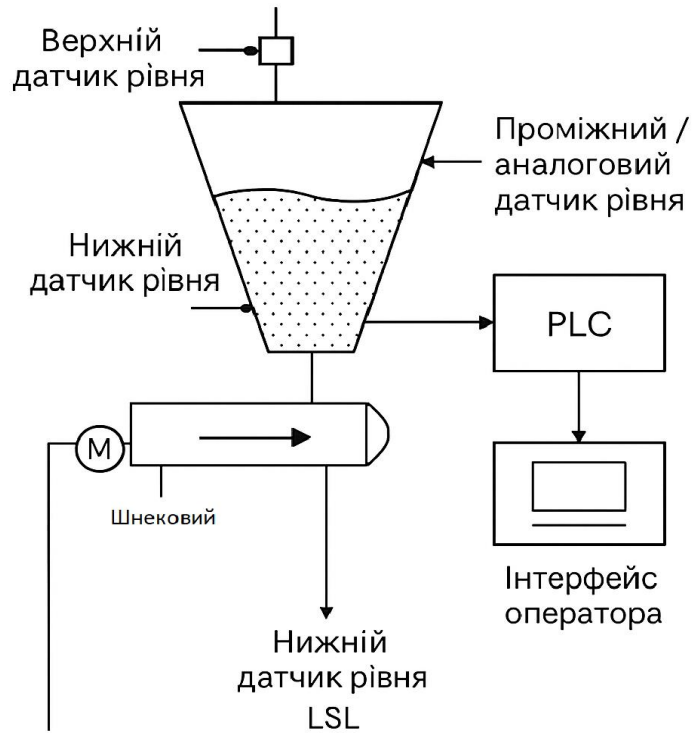 Верхній
датчик рівня
Проміжний /
аналоговий
датчик рівня
Нижній
датчик рівня
PLC
M
Шнековий
Інтерфейс
оператора
Нижній
датчик рівня
LSL